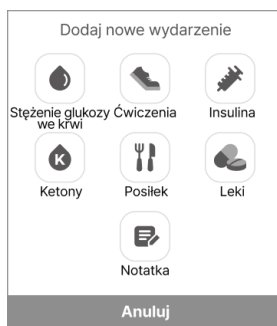 Dodaj nowe wydarzenie
Stężenie glukozy
we krwi
Ćwiczenia
Insulina
K
Ketony
Posiłek
Leki
Notatka
Anuluj